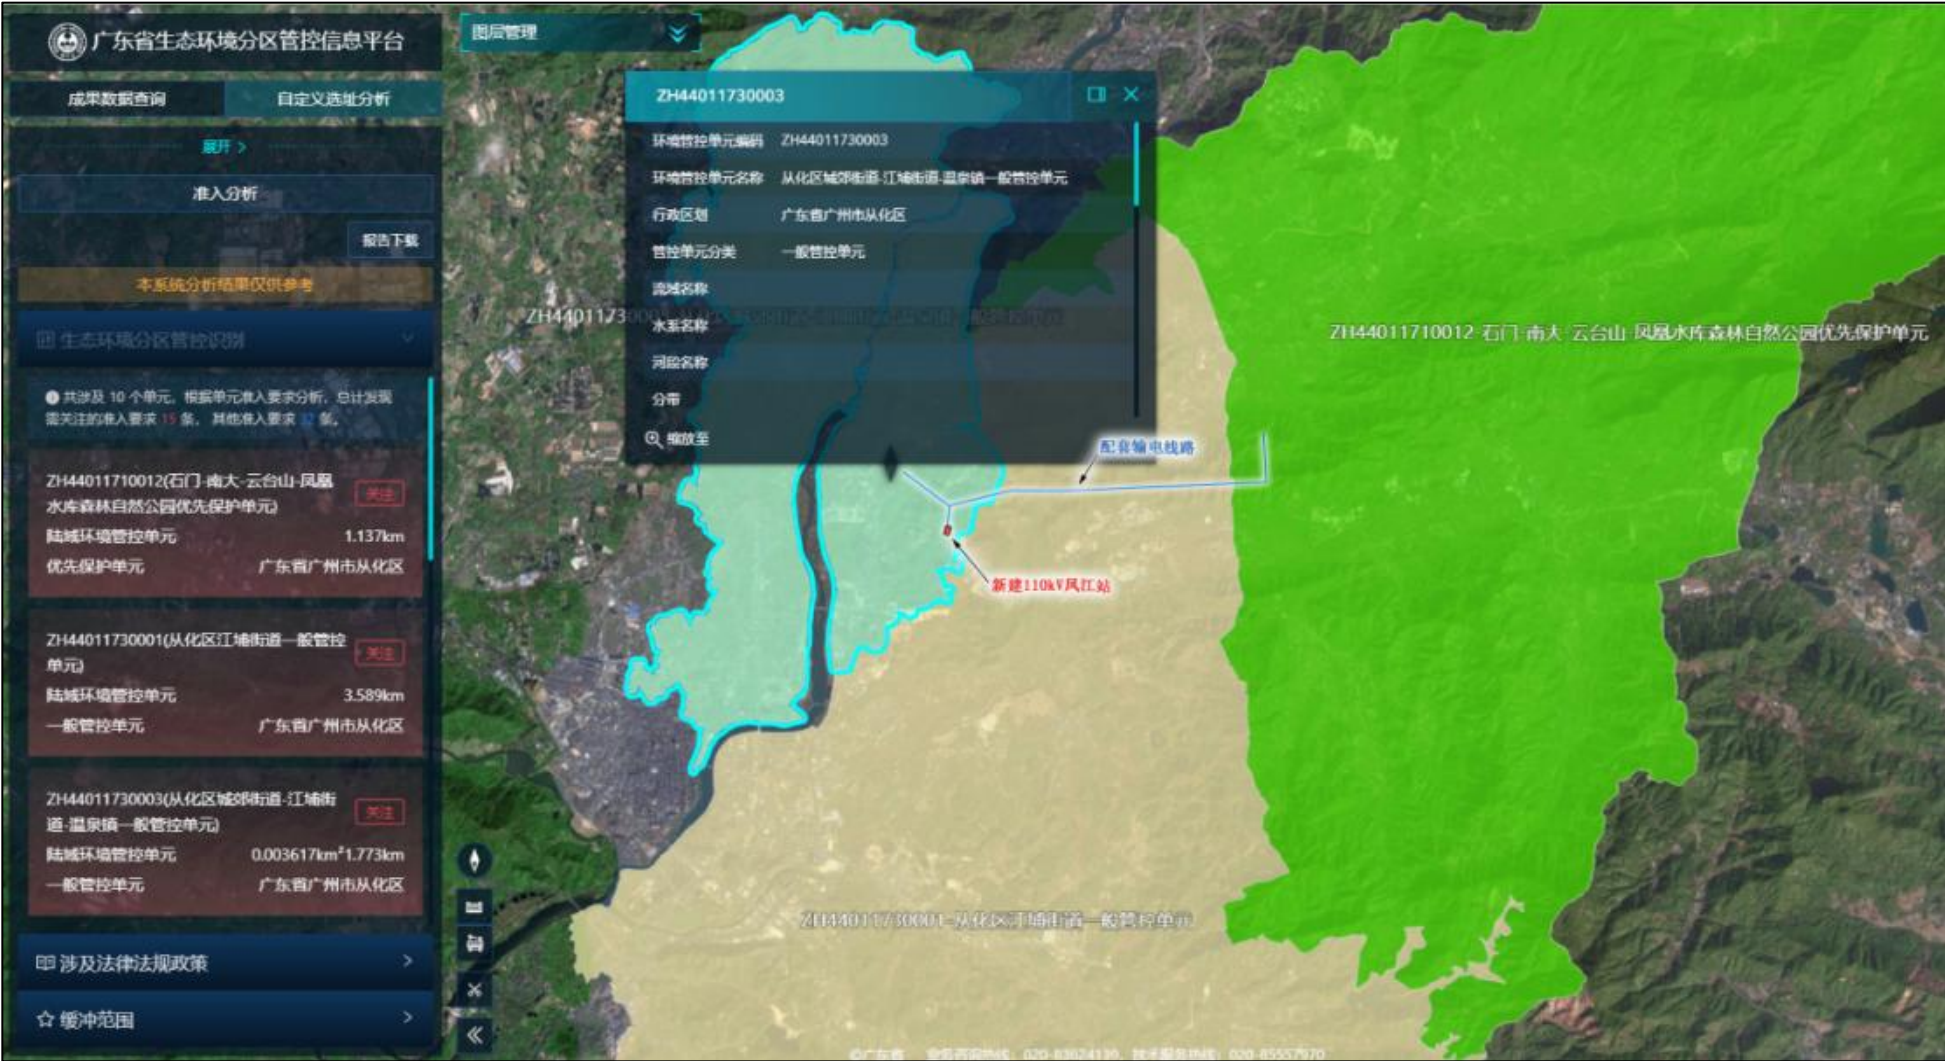 广东省生态环境分区管控信息平台
成果数据查询
自定义选址分析
展开 >
准入分析
报告下载
本系统分析结果仅供参考
生态环境分区管控识别
共涉及 10 个单元。根据单元准入要求分析，总计发现
需关注的准入要求 15 条， 其他准入要求 32 条。
ZH44011710012(石门-南大-云台山-凤凰
水库森林自然公园优先保护单元)
关注
陆域环境管控单元 1.137km
优先保护单元 广东省广州市从化区
ZH44011730001(从化区江埔街道一般管控
单元)
关注
陆域环境管控单元 3.589km
一般管控单元 广东省广州市从化区
ZH44011730003(从化区城郊街道-江埔街
道-温泉镇一般管控单元)
关注
陆域环境管控单元 0.003617km²1.773km
一般管控单元 广东省广州市从化区
涉及法律法规政策
缓冲范围
图层管理
ZH44011730003
环境管控单元编码 ZH44011730003
环境管控单元名称 从化区城郊街道-江埔街道-温泉镇一般管控单元
行政区划 广东省广州市从化区
管控单元分类 一般管控单元
流域名称
水系名称
河段名称
分带
缩放至
ZH44011710012-石门-南大-云台山-凤凰水库森林自然公园优先保护单元
配套输电线路
新建110kV凤江站
ZH44011730001-从化区江埔街道一般管控单元